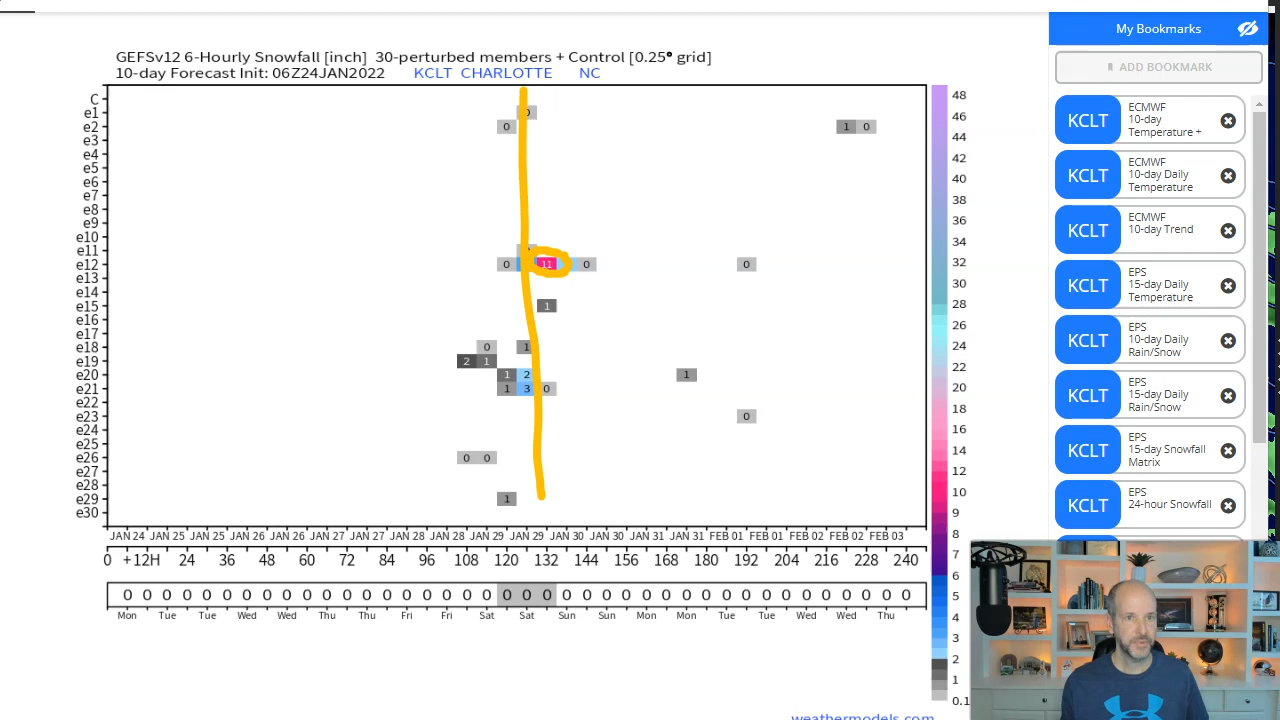 GEFSv12 6-Hourly Snowfall [inch] 30-perturbed members + Control [0.25° grid]
10-day Forecast Init: 06Z24JAN2022 KCLT CHARLOTTE NC
C
e1 0
e2 0 1 0
e3
e4
e5
e6
e7
e8
e9
e10
e11
e12 0 11 0 0
e13
e14
e15 1
e16
e17
e18 0 1
e19 2 1
e20 1 2 1
e21 1 3 0
e22
e23 0
e24
e25
e26 0 0
e27
e28
e29 1
e30
JAN 24 JAN 25 JAN 25 JAN 26 JAN 26 JAN 27 JAN 27 JAN 28 JAN 28 JAN 29 JAN 29 JAN 30 JAN 30 JAN 31 JAN 31 FEB 01 FEB 01 FEB 02 FEB 02 FEB 03
0 +12H 24 36 48 60 72 84 96 108 120 132 144 156 168 180 192 204 216 228 240
0 0 0 0 0 0 0 0 0 0 0 0 0 0 0 0 0 0 0 0 0 0 0 0 0 0 0 0 0 0 0 0 0 0 0 0 0 0 0 0
Mon Tue Tue Wed Wed Thu Thu Fri Fri Sat Sat Sun Sun Mon Mon Tue Tue Wed Wed Thu
48
46
44
42
40
38
36
34
32
30
28
26
24
22
20
18
16
14
12
10
9
8
7
6
5
4
3
2
1
0.1
weathermodels.com
My Bookmarks
ADD BOOKMARK
KCLT
ECMWF
10-day
Temperature +
KCLT
ECMWF
10-day Daily
Temperature
KCLT
ECMWF
10-day Trend
KCLT
EPS
15-day Daily
Temperature
KCLT
EPS
10-day Daily
Rain/Snow
KCLT
EPS
15-day Daily
Rain/Snow
KCLT
EPS
15-day Snowfall
Matrix
KCLT
EPS
24-hour Snowfall